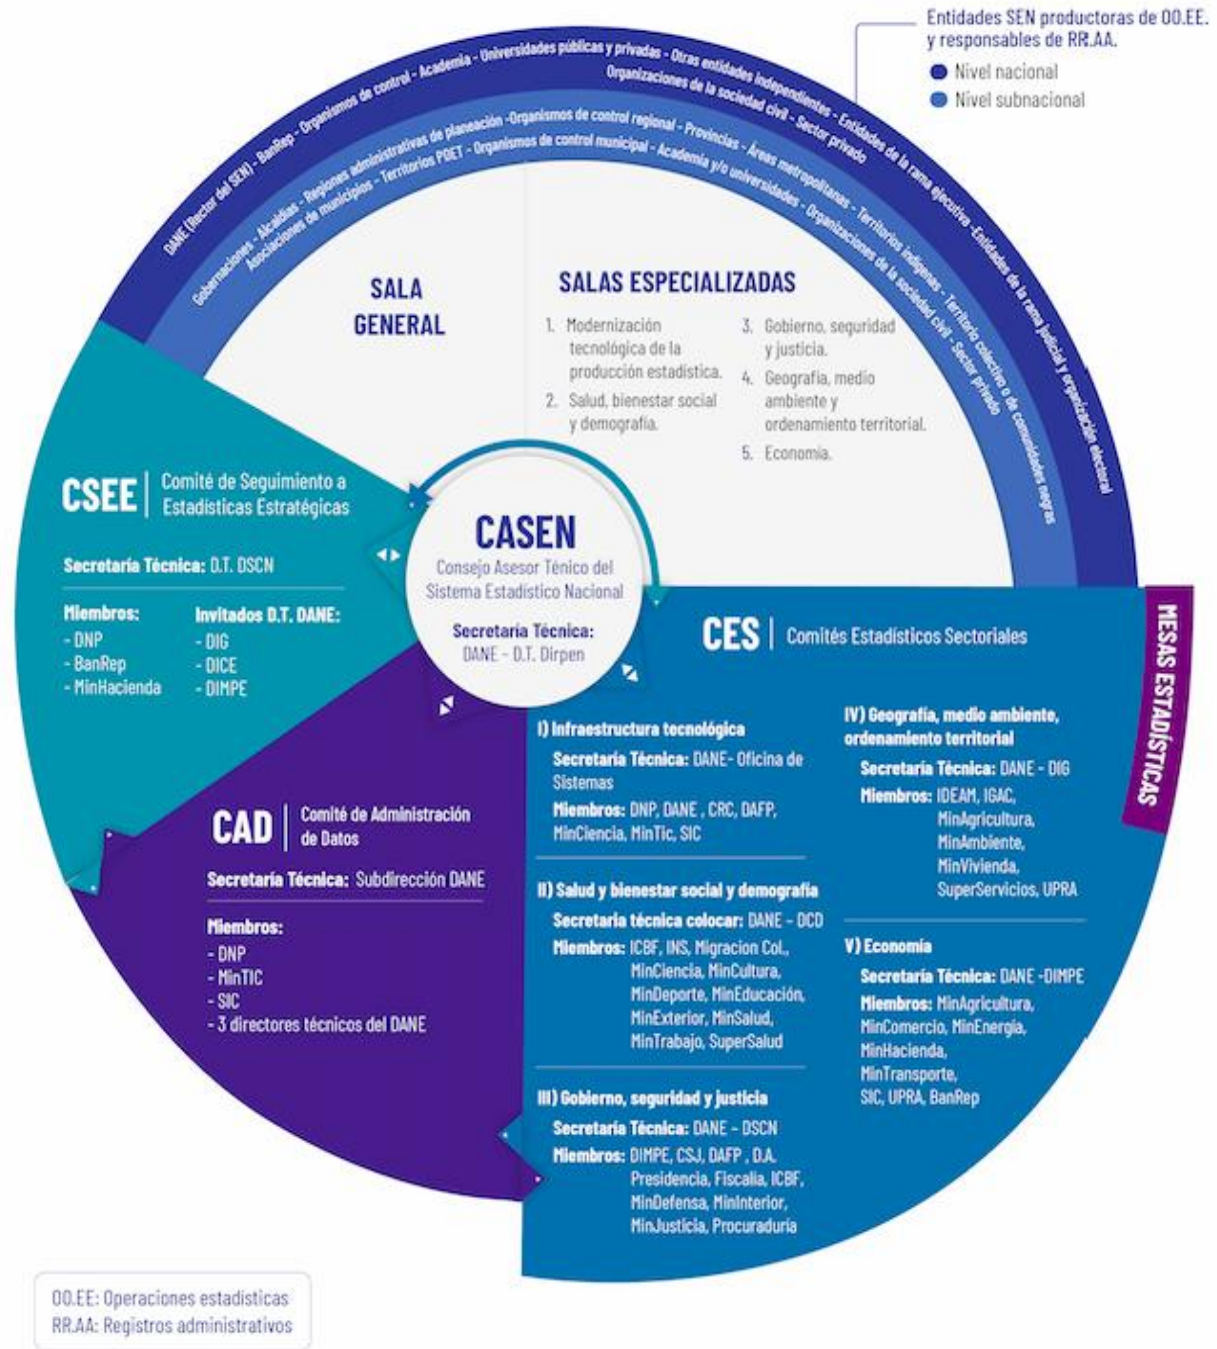 Entidades SEN productoras de OO.EE.
y responsables de RR.AA.
Nivel nacional
Nivel subnacional
DANE (Rector del SEN) - BanRep - Organismos de control - Academia - Universidades públicas y privadas - Otras entidades independientes - Entidades de la rama ejecutiva -Entidades de la rama judicial y organización electoral
Organizaciones de la sociedad civil - Sector privado
Gobernaciones - Alcaldías - Regiones administrativas de planeación -Organismos de control regional - Provincias - Áreas metropolitanas - Territorios indígenas - Territorio colectivo o de comunidades negras
Asociaciones de municipios - Territorios PDET - Organismos de control municipal - Academia y/o universidades - Organizaciones de la sociedad civil - Sector privado
SALA
GENERAL
SALAS ESPECIALIZADAS
1. Modernización
tecnológica de la
producción estadística.
2. Salud, bienestar social
y demografía.
3. Gobierno, seguridad
y justicia.
4. Geografía, medio
ambiente y
ordenamiento territorial.
5. Economía.
CSEE
Comité de Seguimiento a
Estadísticas Estratégicas
Secretaría Técnica: D.T. DSCN
Miembros:
- DNP
- BanRep
- MinHacienda
Invitados D.T. DANE:
- DIG
- DICE
- DIMPE
CASEN
Consejo Asesor Ténico del
Sistema Estadístico Nacional
Secretaría Técnica:
DANE - D.T. Dirpen
CAD
Comité de Administración
de Datos
Secretaría Técnica: Subdirección DANE
Miembros:
- DNP
- MinTIC
- SIC
- 3 directores técnicos del DANE
CES
Comités Estadísticos Sectoriales
MESAS ESTADÍSTICAS
I) Infraestructura tecnológica
Secretaría Técnica: DANE- Oficina de
Sistemas
Miembros: DNP, DANE , CRC, DAFP,
MinCiencia, MinTic, SIC
II) Salud y bienestar social y demografía
Secretaria técnica colocar: DANE - DCD
Miembros: ICBF, INS, Migracion Col.,
MinCiencia, MinCultura,
MinDeporte, MinEducación,
MinExterior, MinSalud,
MinTrabajo, SuperSalud
III) Gobierno, seguridad y justicia
Secretaría Técnica: DANE - DSCN
Miembros: DIMPE, CSJ, DAFP , D.A.
Presidencia, Fiscalía, ICBF,
MinDefensa, MinInterior,
MinJusticia, Procuraduría
IV) Geografía, medio ambiente,
ordenamiento territorial
Secretaría Técnica: DANE - DIG
Miembros: IDEAM, IGAC,
MinAgricultura,
MinAmbiente,
MinVivienda,
SuperServicios, UPRA
V) Economía
Secretaría Técnica: DANE -DIMPE
Miembros: MinAgricultura,
MinComercio, MinEnergía,
MinHacienda,
MinTransporte,
SIC, UPRA, BanRep
OO.EE: Operaciones estadísticas
RR.AA: Registros administrativos